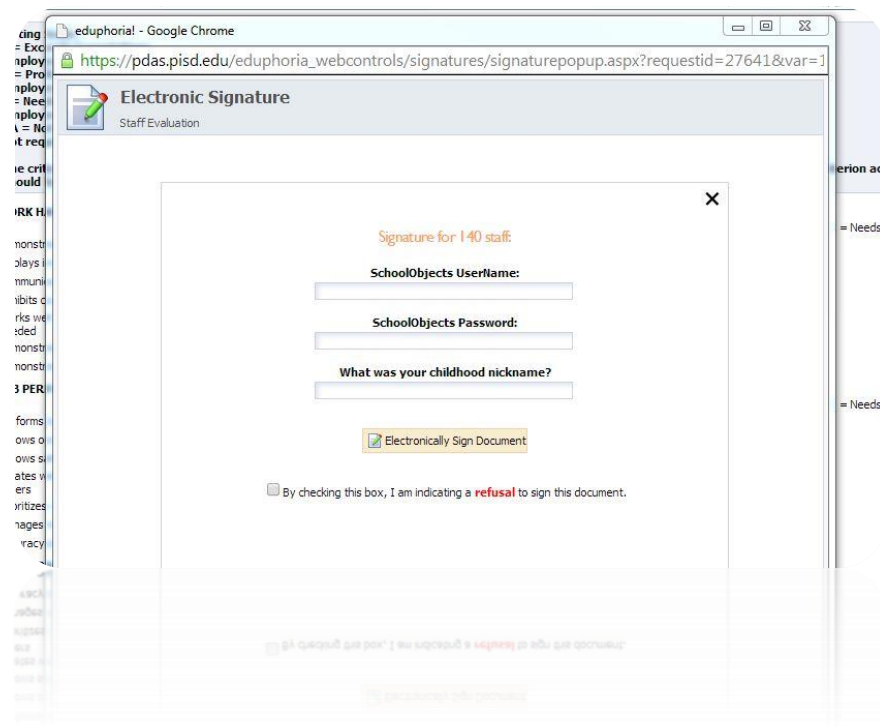 eduphoria! - Google Chrome
https://pdas.pisd.edu/eduphoria_webcontrols/signatures/signaturepopup.aspx?requestid=27641&var=1
Electronic Signature
Staff Evaluation
erion
= Needs
Signature for 140 staff:
SchoolObjects UserName:
SchoolObjects Password:
What was your childhood nickname?
= Needs
Electronically Sign Document
By checking this box, I am indicating a refusal to sign this document.